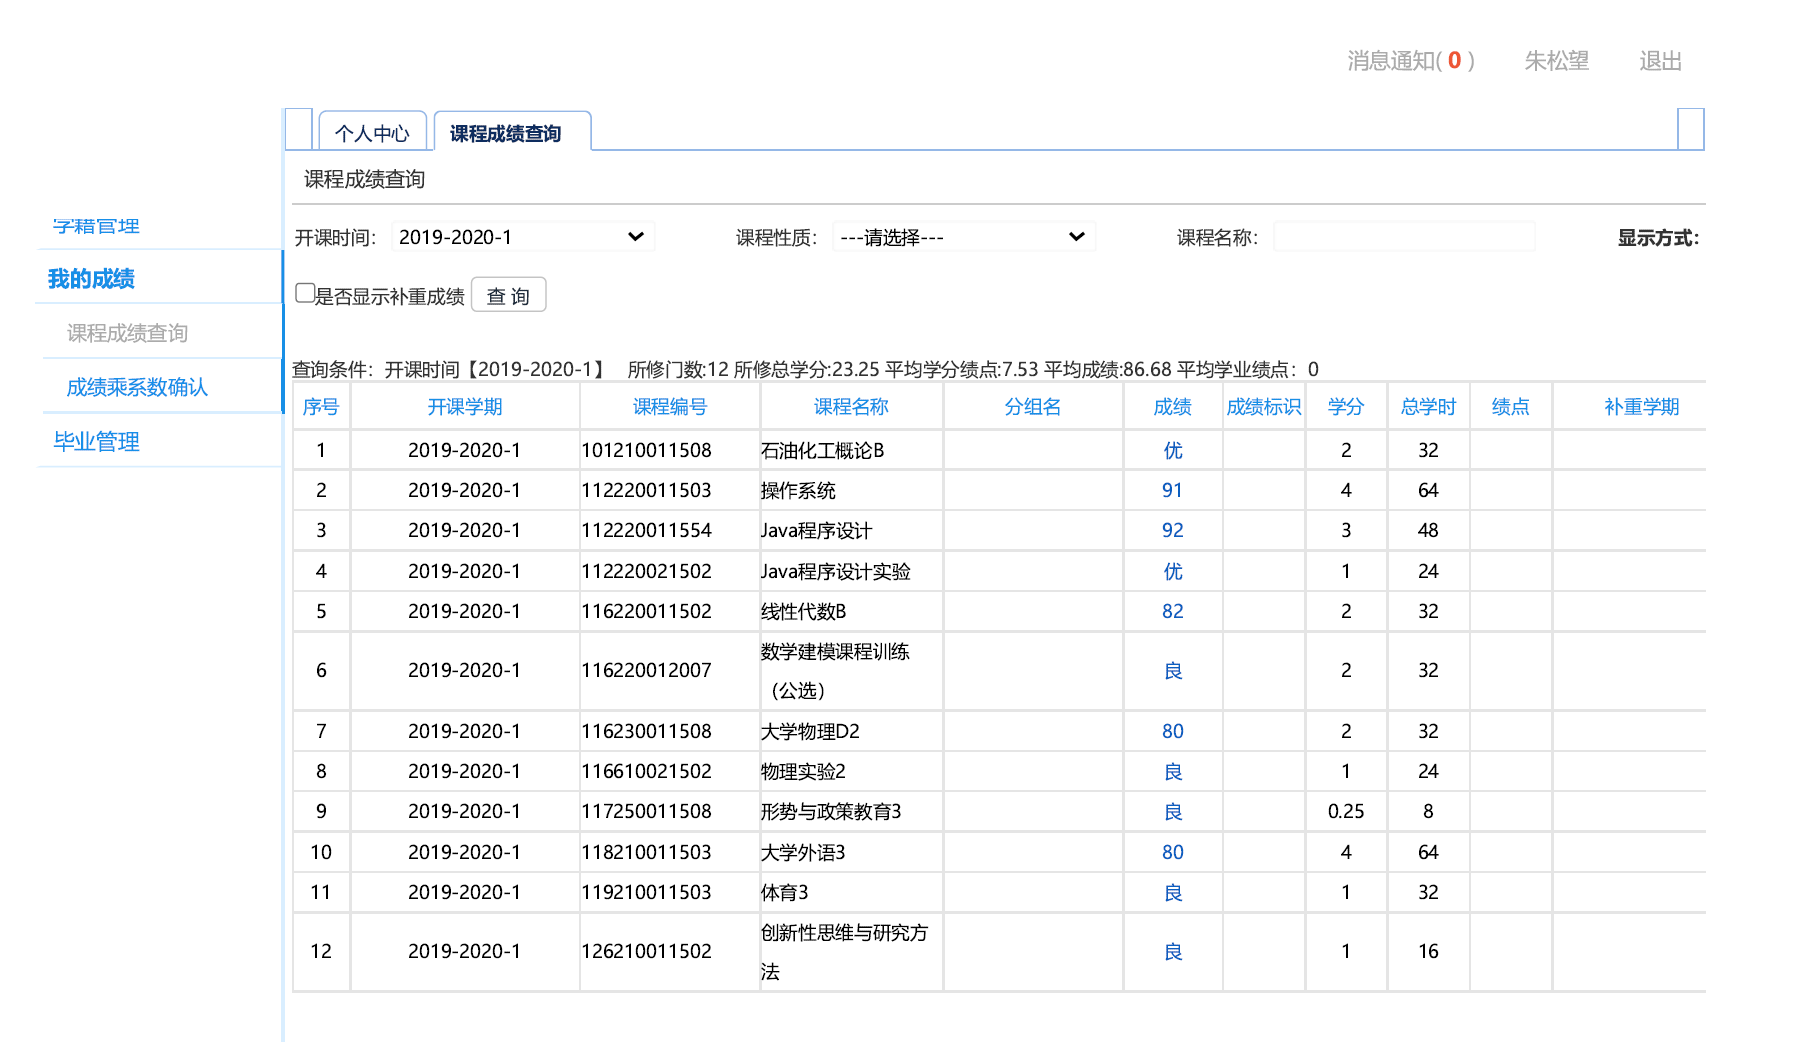 消息通知( 0 ) 朱松望 退出
个人中心 课程成绩查询
课程成绩查询
学籍管理
我的成绩
课程成绩查询
成绩乘系数确认
毕业管理
开课时间： 2019-2020-1 课程性质： ---请选择--- 课程名称： 显示方式：
是否显示补重成绩 查 询
查询条件：开课时间【2019-2020-1】 所修门数:12 所修总学分:23.25 平均学分绩点:7.53 平均成绩:86.68 平均学业绩点：0
序号 开课学期 课程编号 课程名称 分组名 成绩 成绩标识 学分 总学时 绩点 补重学期
1 2019-2020-1 101210011508 石油化工概论B 优 2 32
2 2019-2020-1 112220011503 操作系统 91 4 64
3 2019-2020-1 112220011554 Java程序设计 92 3 48
4 2019-2020-1 112220021502 Java程序设计实验 优 1 24
5 2019-2020-1 116220011502 线性代数B 82 2 32
6 2019-2020-1 116220012007 数学建模课程训练
（公选） 良 2 32
7 2019-2020-1 116230011508 大学物理D2 80 2 32
8 2019-2020-1 116610021502 物理实验2 良 1 24
9 2019-2020-1 117250011508 形势与政策教育3 良 0.25 8
10 2019-2020-1 118210011503 大学外语3 80 4 64
11 2019-2020-1 119210011503 体育3 良 1 32
12 2019-2020-1 126210011502 创新性思维与研究方
法 良 1 16